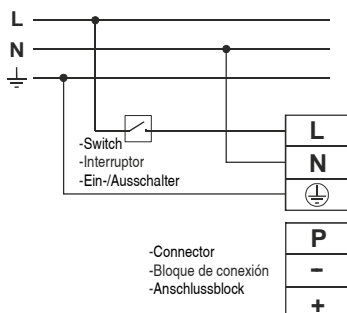 L
N
-Switch
-Interruptor
-Ein-/Ausschalter
L
N
P
-
+
-Connector
-Bloque de conexión
-Anschlussblock